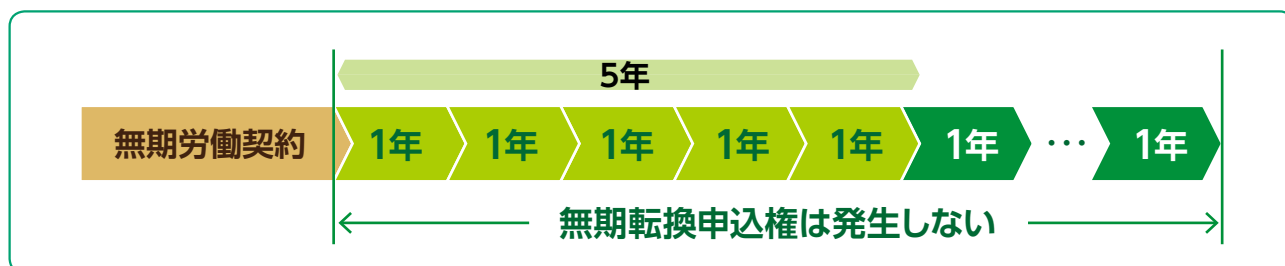 5年
無期労働契約 1年 1年 1年 1年 1年 1年 ・・・ 1年
無期転換申込権は発生しない